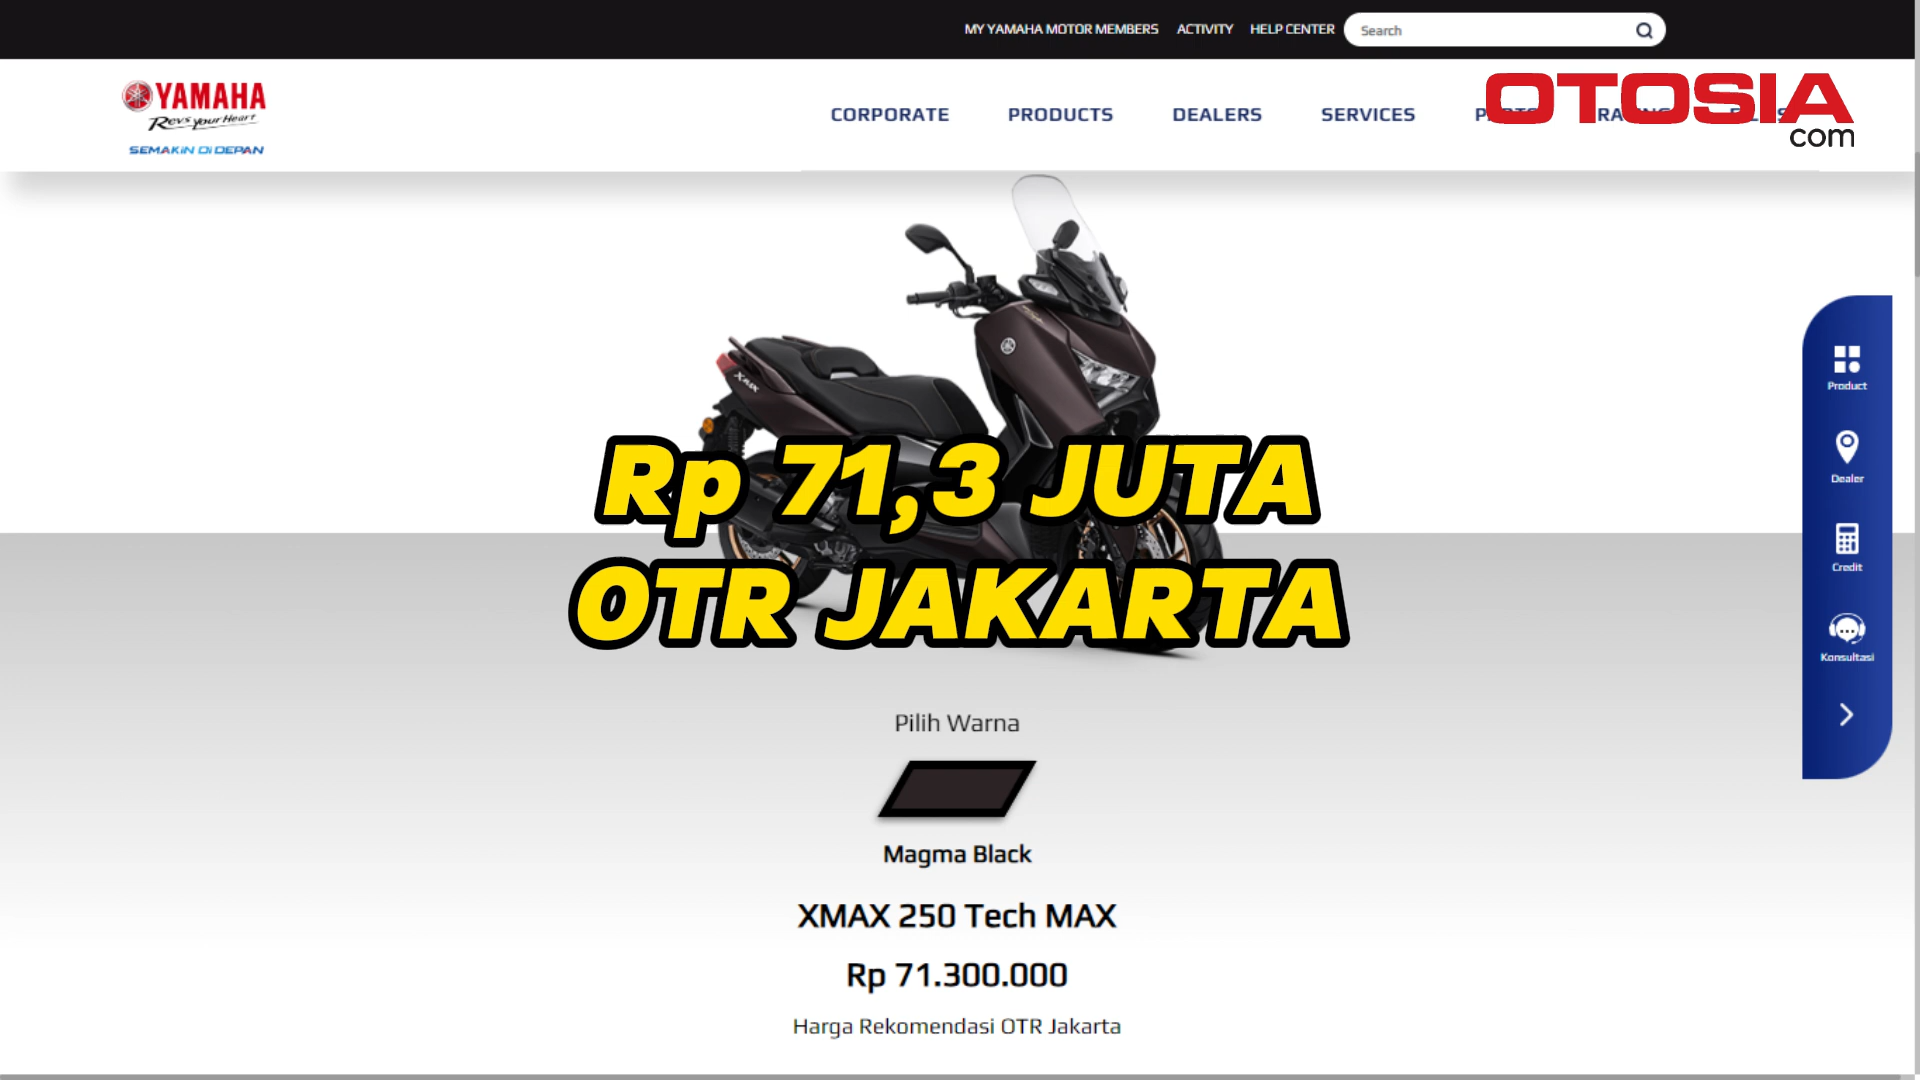 MY YAMAHA MOTOR MEMBERS ACTIVITY HELP CENTER Search
YAMAHA
Revs your Heart
SEMAKIN DI DEPAN
CORPORATE PRODUCTS DEALERS SERVICES
OTOSIA
com
XMAX
Product
Dealer
Credit
Konsultasi
Rp 71,3 JUTA
OTR JAKARTA
Pilih Warna
Magma Black
XMAX 250 Tech MAX
Rp 71.300.000
Harga Rekomendasi OTR Jakarta